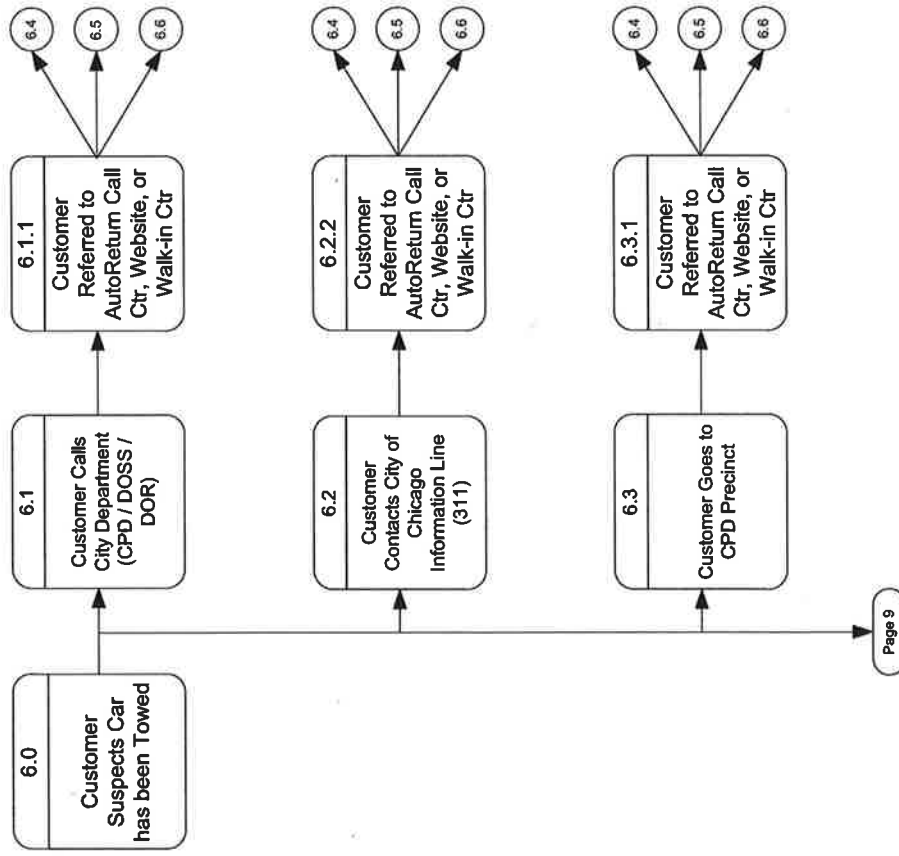 6.0
Customer
Suspects Car
has been Towed
6.1
Customer Calls
City Department
(CPD / DOSS /
DOR)
6.1.1
Customer
Referred to
AutoReturn Call
Ctr, Website, or
Walk-in Ctr
6.4
6.5
6.6
6.2
Customer
Contacts City of
Chicago
Information Line
(311)
6.2.2
Customer
Referred to
AutoReturn Call
Ctr, Website, or
Walk-in Ctr
6.4
6.5
6.6
6.3
Customer Goes to
CPD Precinct
6.3.1
Customer
Referred to
AutoReturn Call
Ctr, Website, or
Walk-in Ctr
6.4
6.5
6.6
Page 9